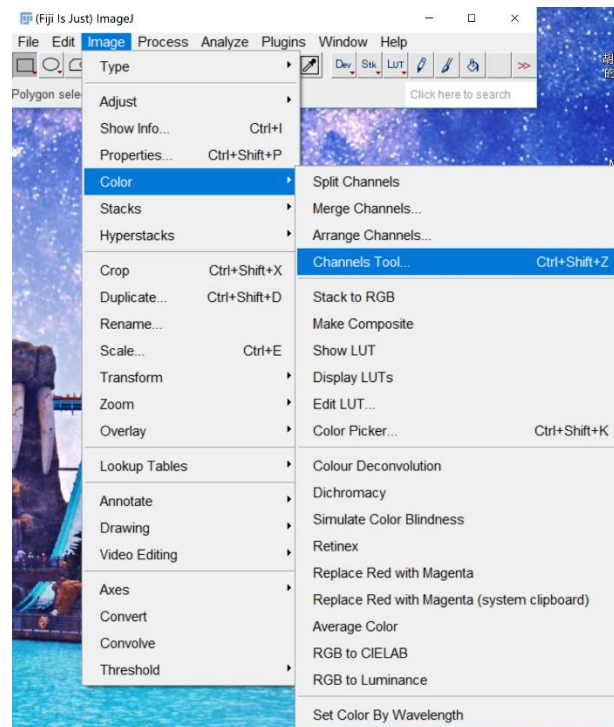 (Fiji Is Just) ImageJ
File Edit Image Process Analyze Plugins Window Help
Dev Stk LUT >>
Polygon sele
Click here to search
Type
Adjust
Show Info... Ctrl+I
Properties... Ctrl+Shift+P
Color
Stacks
Hyperstacks
Crop Ctrl+Shift+X
Duplicate... Ctrl+Shift+D
Rename...
Scale... Ctrl+E
Transform
Zoom
Overlay
Lookup Tables
Annotate
Drawing
Video Editing
Axes
Convert
Convolve
Threshold
Split Channels
Merge Channels...
Arrange Channels...
Channels Tool... Ctrl+Shift+Z
Stack to RGB
Make Composite
Show LUT
Display LUTs
Edit LUT...
Color Picker... Ctrl+Shift+K
Colour Deconvolution
Dichromacy
Simulate Color Blindness
Retinex
Replace Red with Magenta
Replace Red with Magenta (system clipboard)
Average Color
RGB to CIELAB
RGB to Luminance
Set Color By Wavelength